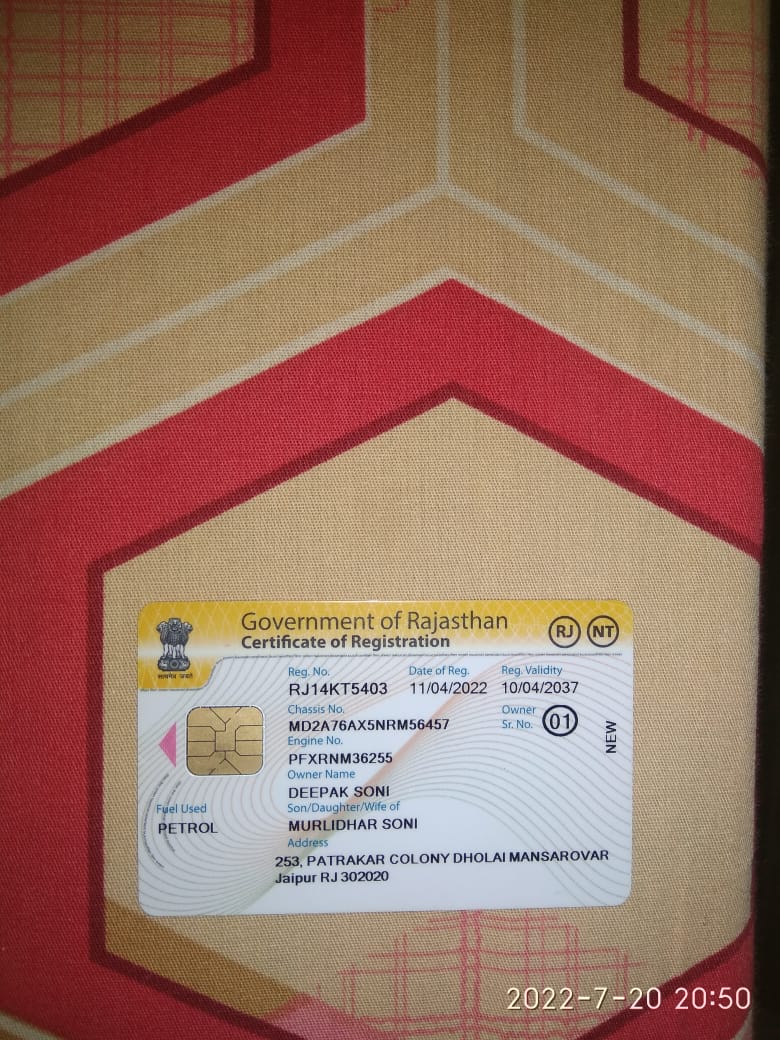 Government of Rajasthan
Certificate of Registration
RJ NT
सत्यमेव जयते
Reg. No. Date of Reg. Reg. Validity
RJ14KT5403 11/04/2022 10/04/2037
Chassis No. Owner
Sr. No. 01
MD2A76AX5NRM56457
NEW
Engine No.
PFXRNM36255
Owner Name
DEEPAK SONI
Fuel Used Son/Daughter/Wife of
PETROL MURLIDHAR SONI
Address
253, PATRAKAR COLONY DHOLAI MANSAROVAR
Jaipur RJ 302020
2022-7-20 20:50